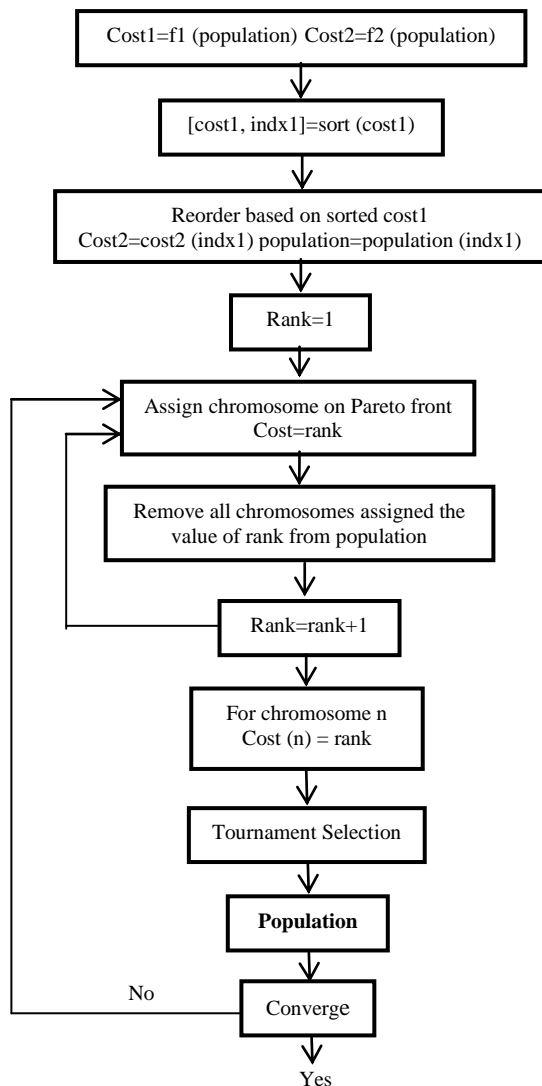 Cost1=f1 (population) Cost2=f2 (population)
[cost1, indx1]=sort (cost1)
Reorder based on sorted cost1
Cost2=cost2 (indx1) population=population (indx1)
Rank=1
Assign chromosome on Pareto front
Cost=rank
Remove all chromosomes assigned the
value of rank from population
Rank=rank+1
For chromosome n
Cost (n) = rank
Tournament Selection
Population
No
Converge
Yes